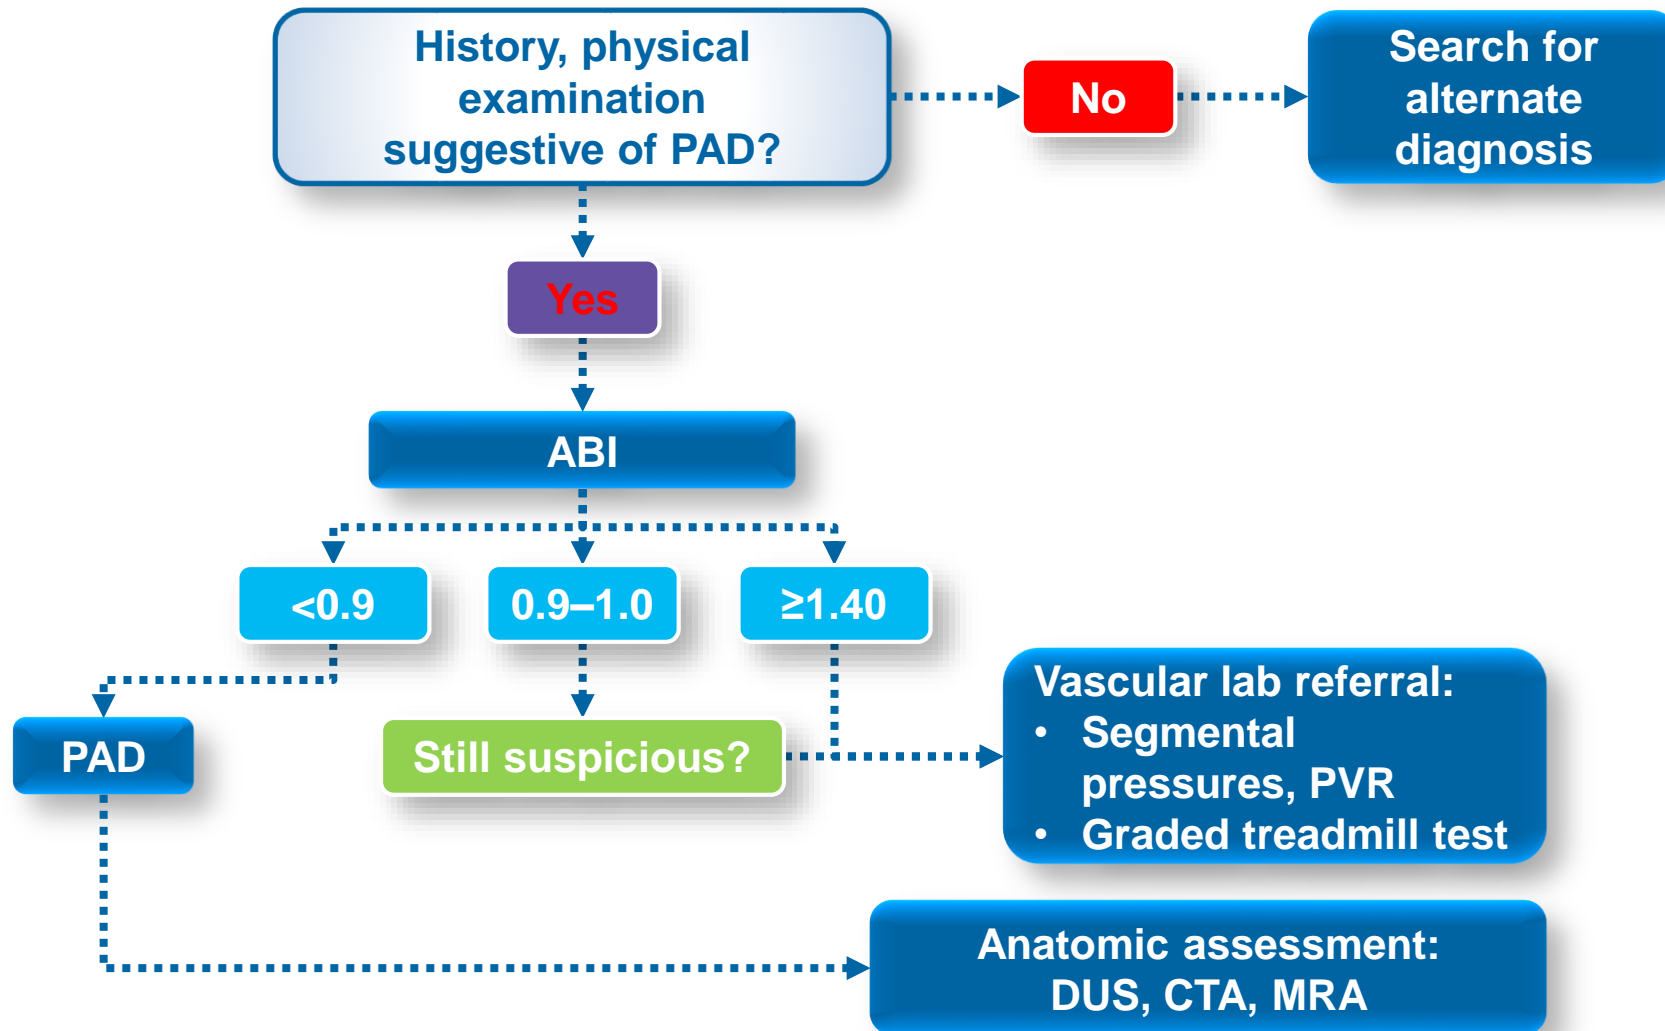 History, physical
examination
suggestive of PAD?
No
Search for
alternate
diagnosis
Yes
ABI
<0.9
0.9–1.0
≥1.40
PAD
Still suspicious?
Vascular lab referral:
• Segmental
pressures, PVR
• Graded treadmill test
Anatomic assessment:
DUS, CTA, MRA